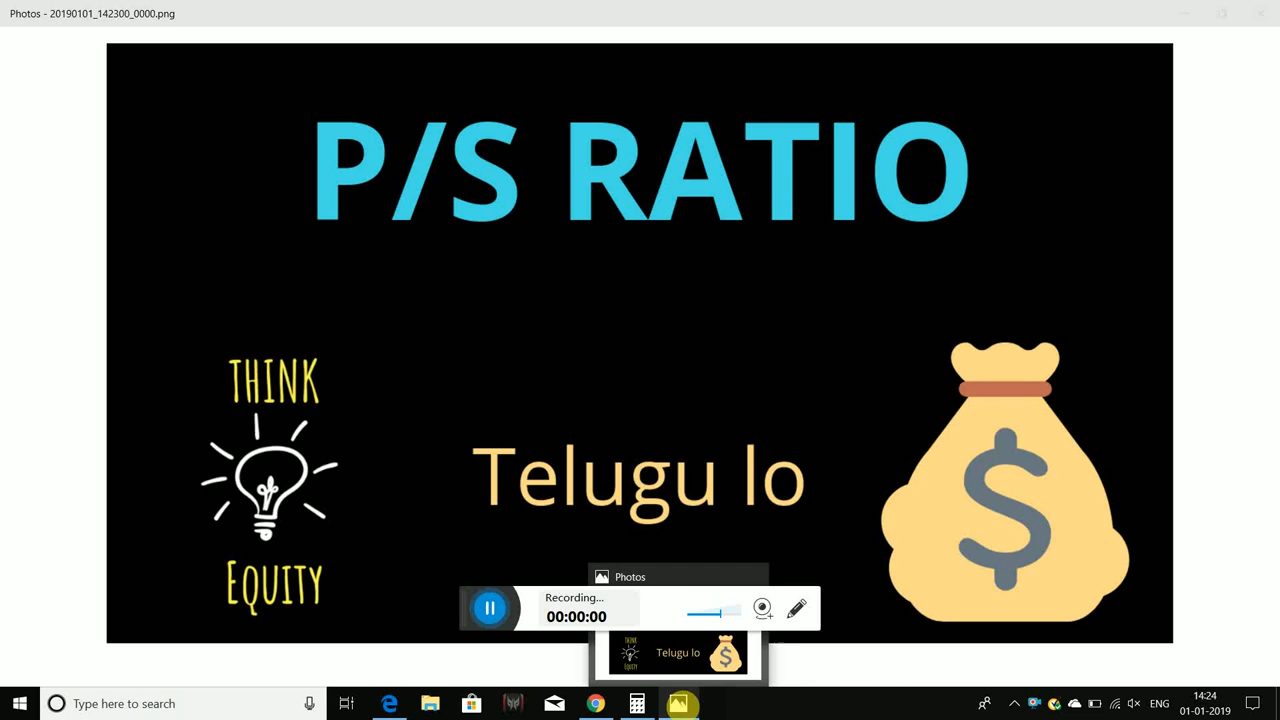 Photos - 20190101_142300_0000.png
P/S RATIO
THINK
EQUITY
Telugu lo
$
Photos
Recording...
00:00:00
THINK
EQUITY
Telugu lo
$
Type here to search
ENG
14:24
01-01-2019